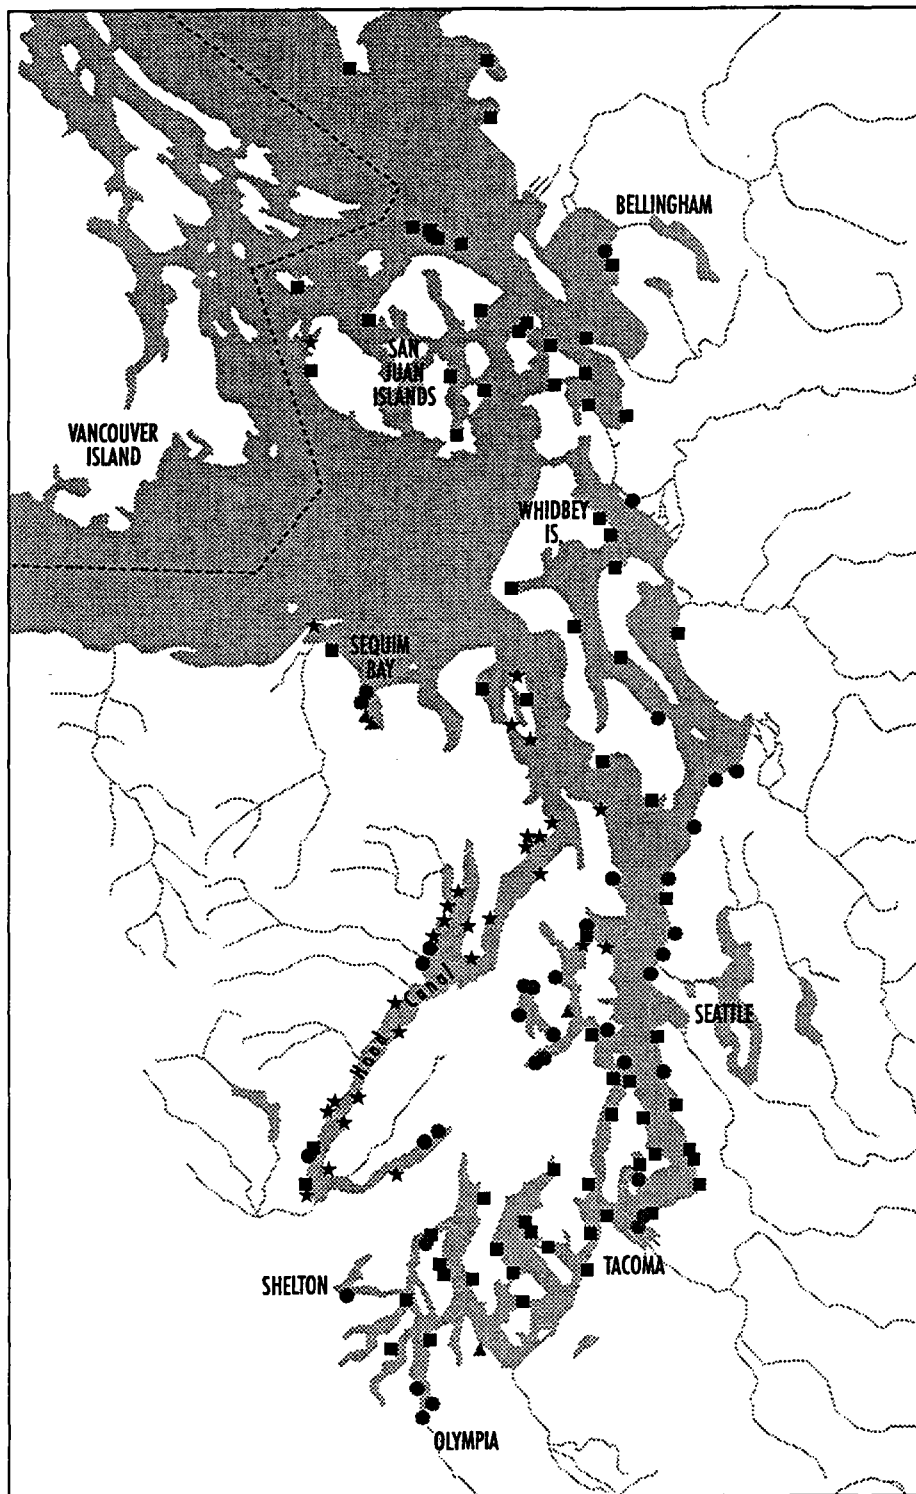 BELLINGHAM
SAN
JUAN
ISLANDS
VANCOUVER
ISLAND
WHIDBEY
IS.
SEQUIM
BAY
Hood Canal
SEATTLE
SHELTON
TACOMA
OLYMPIA